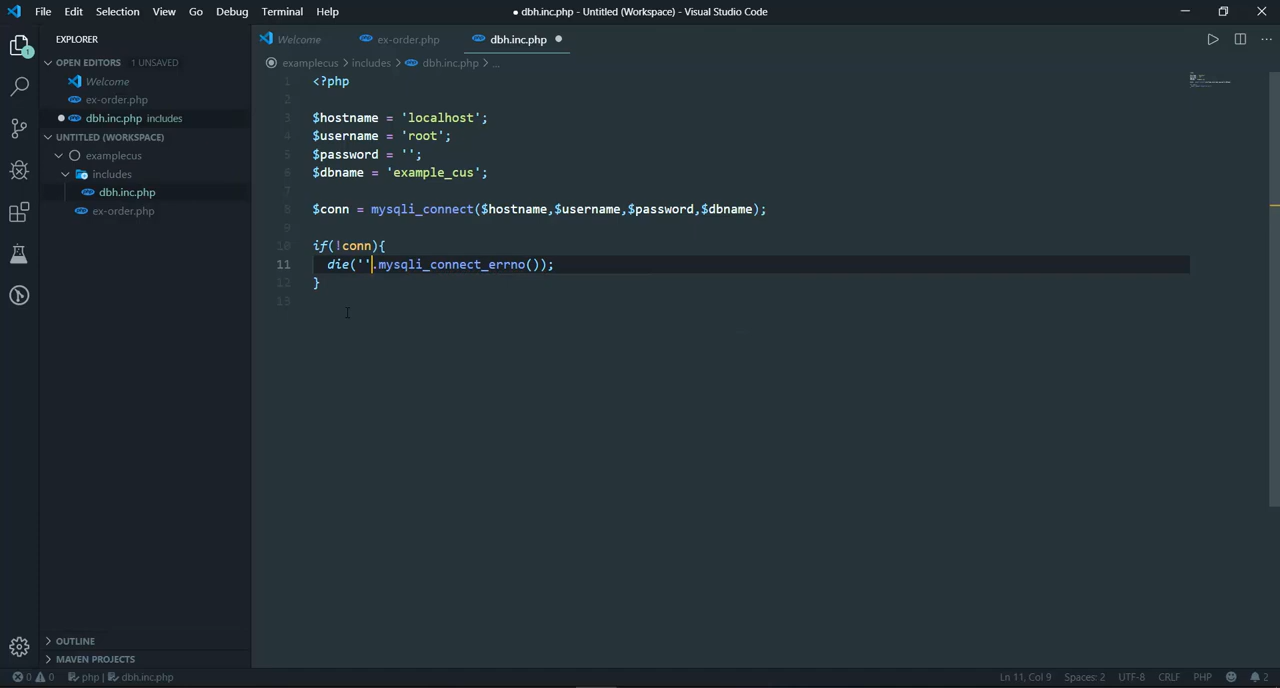 File Edit Selection View Go Debug Terminal Help
● dbh.inc.php - Untitled (Workspace) - Visual Studio Code
EXPLORER
OPEN EDITORS 1 UNSAVED
Welcome
ex-order.php
dbh.inc.php includes
UNTITLED (WORKSPACE)
examplecus
includes
dbh.inc.php
ex-order.php
OUTLINE
MAVEN PROJECTS
1
Welcome ex-order.php dbh.inc.php
examplecus > includes > dbh.inc.php > ...
1 <?php
2
3 $hostname = 'localhost';
4 $username = 'root';
5 $password = '';
6 $dbname = 'example_cus';
7
8 $conn = mysqli_connect($hostname,$username,$password,$dbname);
9
10 if(!conn){
11 die(''.mysqli_connect_errno());
12 }
13
0 0 php | dbh.inc.php
Ln 11, Col 9 Spaces: 2 UTF-8 CRLF PHP 2